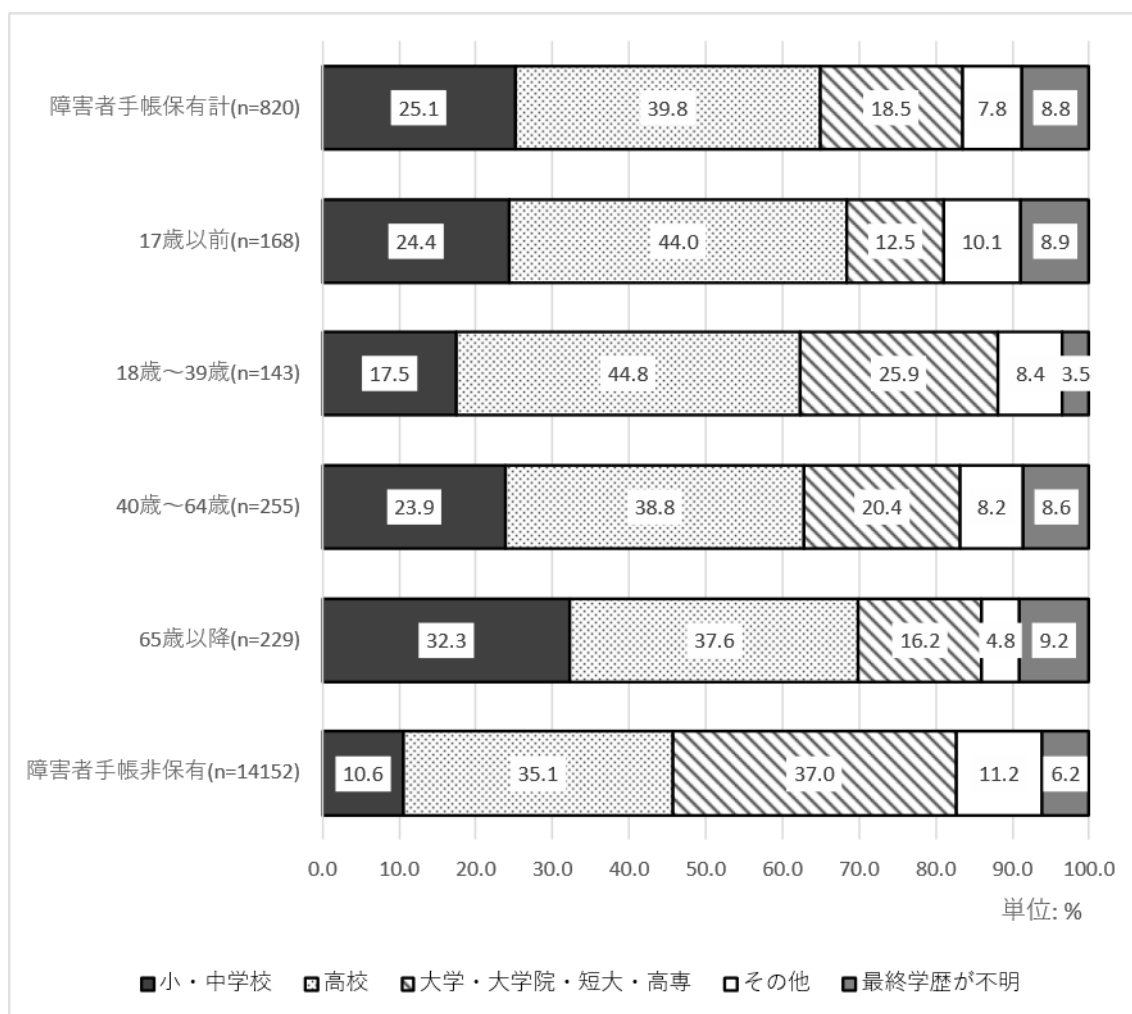 障害者手帳保有計(n=820) 25.1 39.8 18.5 7.8 8.8
17歳以前(n=168) 24.4 44.0 12.5 10.1 8.9
18歳～39歳(n=143) 17.5 44.8 25.9 8.4 3.5
40歳～64歳(n=255) 23.9 38.8 20.4 8.2 8.6
65歳以降(n=229) 32.3 37.6 16.2 4.8 9.2
障害者手帳非保有(n=14152) 10.6 35.1 37.0 11.2 6.2
0.0 10.0 20.0 30.0 40.0 50.0 60.0 70.0 80.0 90.0 100.0
単位: %
小・中学校 高校 大学・大学院・短大・高専 その他 最終学歴が不明